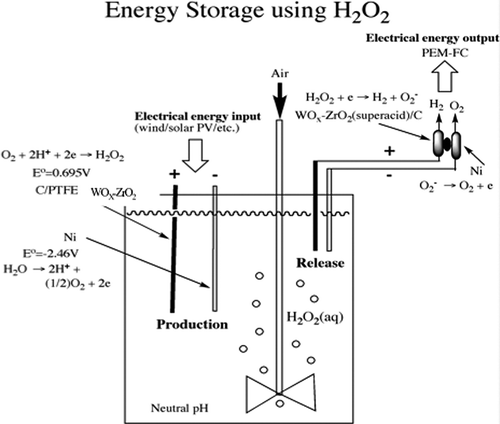 Energy Storage using H₂O₂
Electrical energy output
PEM-FC
Air
H₂O₂ + e → H₂ + O₂⁻
WOₓ-ZrO₂(superacid)/C
H₂ O₂
Electrical energy input
(wind/solar PV/etc.)
O₂ + 2H⁺ + 2e → H₂O₂
Eº=0.695V
C/PTFE
WOₓ-ZrO₂
+ -
+
-
Ni
O₂⁻ → O₂ + e
Ni
Eº=-2.46V
H₂O → 2H⁺ +
(1/2)O₂ + 2e
Release
Production
H₂O₂(aq)
Neutral pH